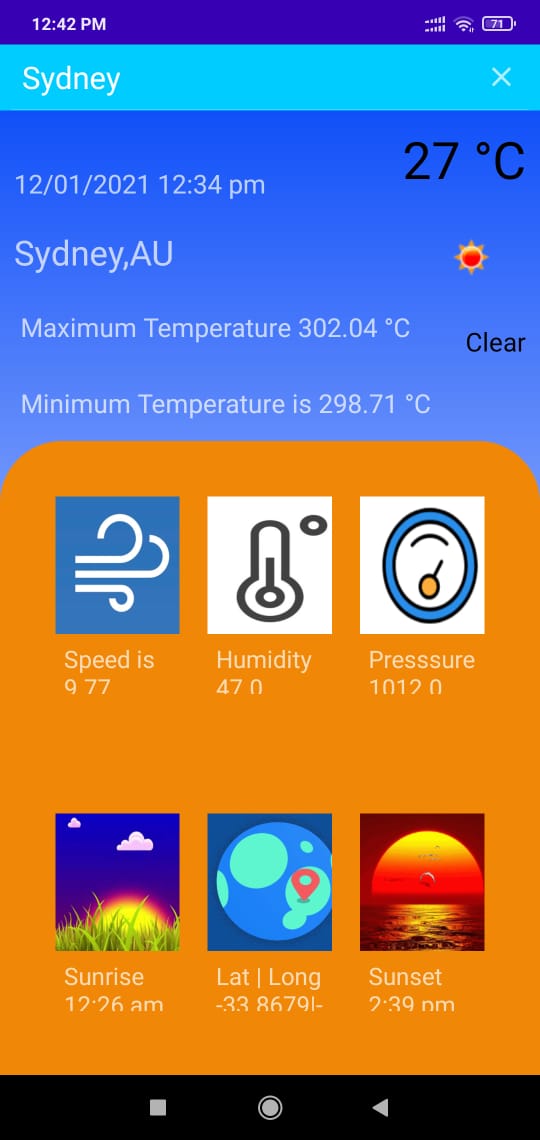 12:42 PM
71
Sydney
27 °C
12/01/2021 12:34 pm
Sydney,AU
Maximum Temperature 302.04 °C
Clear
Minimum Temperature is 298.71 °C
Speed is
9.77
Humidity
47.0
Presssure
1012.0
Sunrise
12:26 am
Lat | Long
-33.8679|-
Sunset
2:39 pm